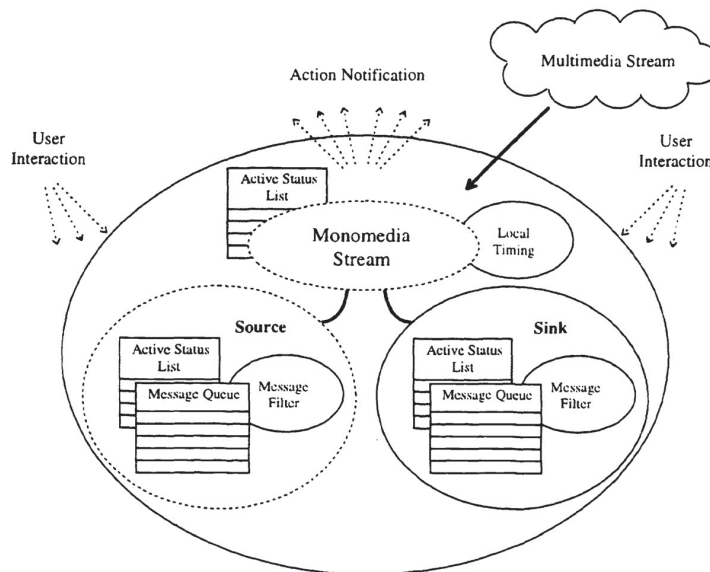 Multimedia Stream
Action Notification
User
Interaction
User
Interaction
Active Status
List
Monomedia
Stream
Local
Timing
Source
Active Status
List
Message Queue
Message
Filter
Sink
Active Status
List
Message Queue
Message
Filter